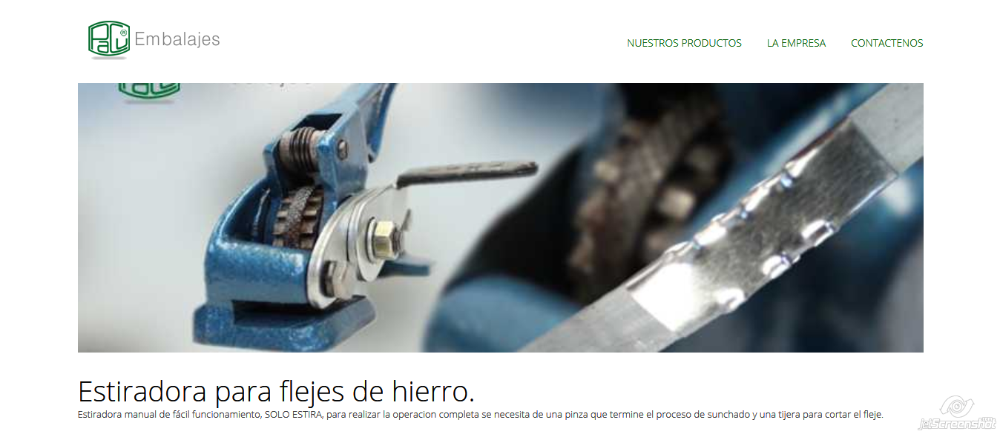 PaCu® Embalajes
NUESTROS PRODUCTOS LA EMPRESA CONTACTENOS
Estiradora para flejes de hierro.
Estiradora manual de fácil funcionamiento, SOLO ESTIRA, para realizar la operacion completa se necesita de una pinza que termine el proceso de sunchado y una tijera para cortar el fleje.
jetScreenshot.com